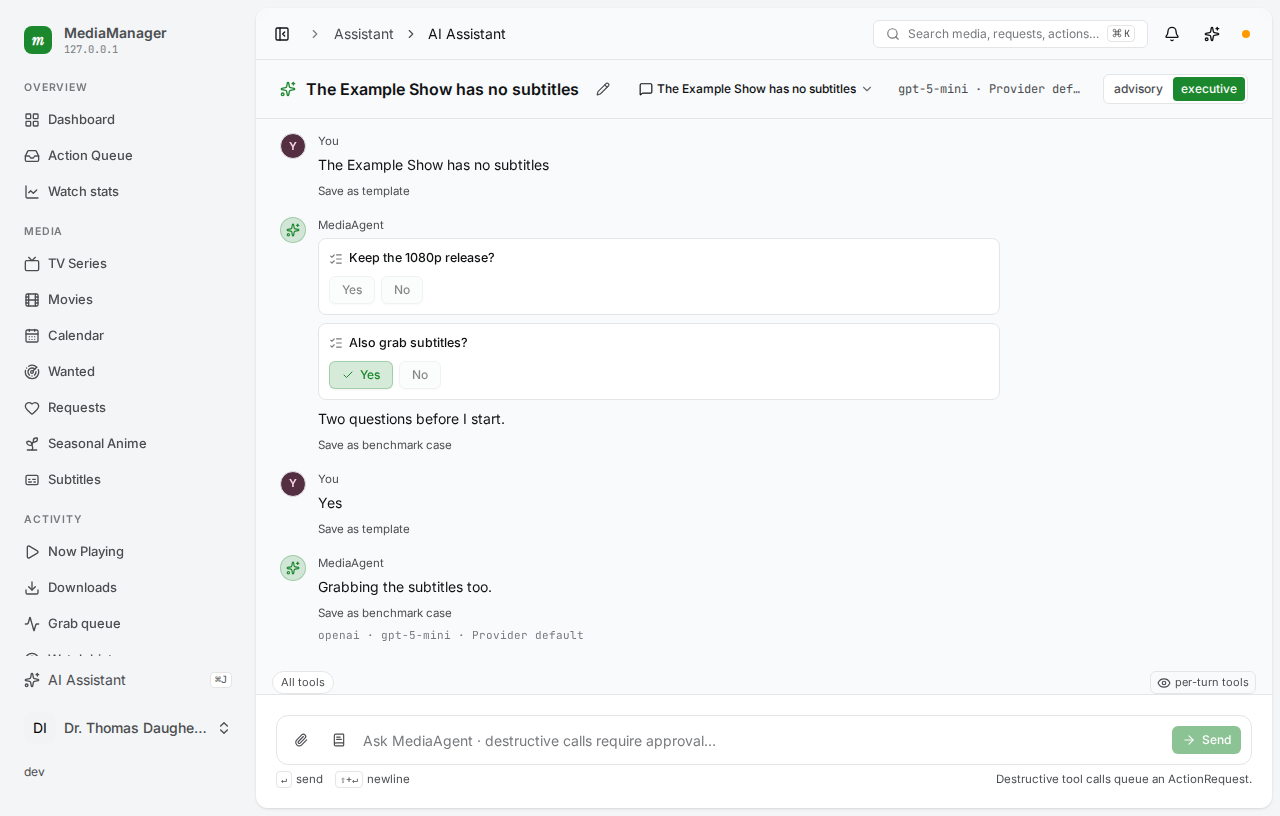 m
MediaManager
127.0.0.1
OVERVIEW
Dashboard
Action Queue
Watch stats
MEDIA
TV Series
Movies
Calendar
Wanted
Requests
Seasonal Anime
Subtitles
ACTIVITY
Now Playing
Downloads
Grab queue
AI Assistant ⌘J
DI Dr. Thomas Daughe...
dev
Assistant AI Assistant
Search media, requests, actions... ⌘K
The Example Show has no subtitles
The Example Show has no subtitles
gpt-5-mini · Provider def…
advisory executive
Y You
The Example Show has no subtitles
Save as template
MediaAgent
Keep the 1080p release?
Yes No
Also grab subtitles?
Yes No
Two questions before I start.
Save as benchmark case
Y You
Yes
Save as template
MediaAgent
Grabbing the subtitles too.
Save as benchmark case
openai · gpt-5-mini · Provider default
All tools per-turn tools
Ask MediaAgent · destructive calls require approval...
Send
↵ send ⇧+↵ newline
Destructive tool calls queue an ActionRequest.